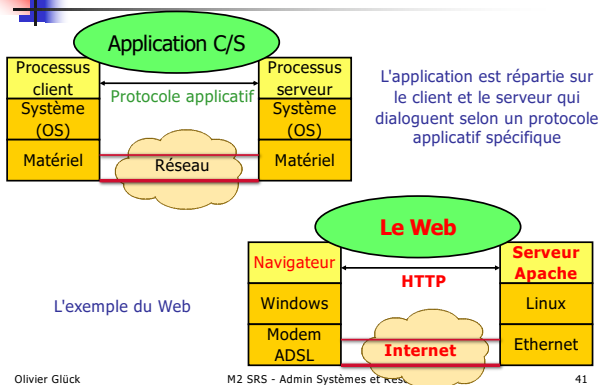 Application C/S
Processus
client
Protocole applicatif
Processus
serveur
Système
(OS)
Système
(OS)
Matériel
Réseau
Matériel
L'application est répartie sur
le client et le serveur qui
dialoguent selon un protocole
applicatif spécifique
Le Web
Navigateur
HTTP
Serveur
Apache
L'exemple du Web
Windows
Linux
Modem
ADSL
Internet
Ethernet
Olivier Glück
M2 SRS - Admin Systèmes et
41